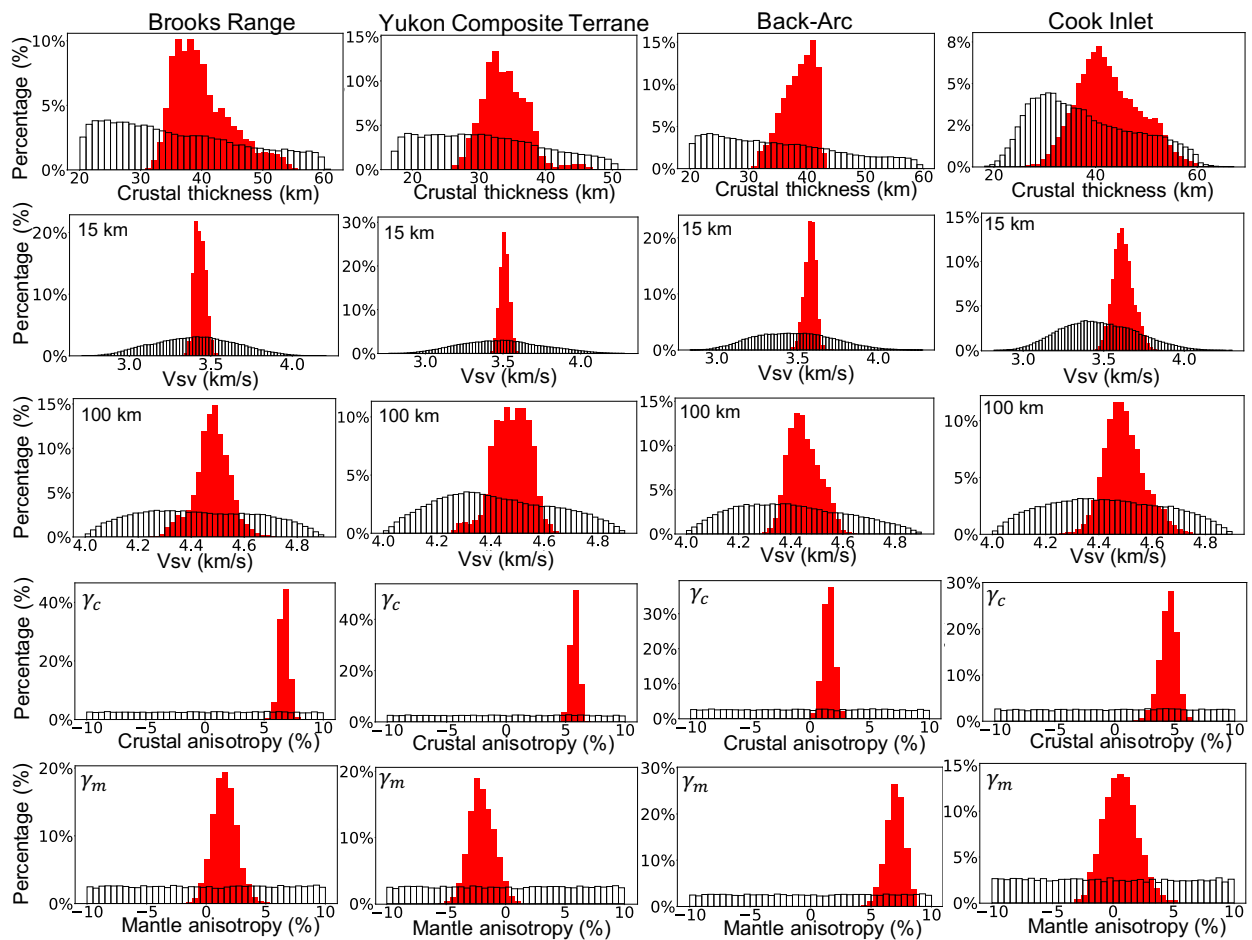 Brooks Range Yukon Composite Terrane Back-Arc Cook Inlet
Percentage (%)
10% 15% 15% 8%
10% 10%
5% 5% 5% 5%
2%
0% 0% 0% 0%
20 30 40 50 60 20 30 40 50 20 30 40 50 60 20 40 60
Crustal thickness (km) Crustal thickness (km) Crustal thickness (km) Crustal thickness (km)
Percentage (%)
15 km 15 km 15 km 15 km
20% 30% 20% 15%
20% 10%
10% 10% 10% 5%
0% 0% 0% 0%
3.0 3.5 4.0 3.0 3.5 4.0 3.0 3.5 4.0 3.0 3.5 4.0
Vsv (km/s) Vsv (km/s) Vsv (km/s) Vsv (km/s)
Percentage (%)
100 km 100 km 100 km 100 km
15% 10% 15% 10%
10% 10%
5% 5% 5% 5%
0% 0% 0% 0%
4.0 4.2 4.4 4.6 4.8 4.0 4.2 4.4 4.6 4.8 4.0 4.2 4.4 4.6 4.8 4.0 4.2 4.4 4.6 4.8
Vsv (km/s) Vsv (km/s) Vsv (km/s) Vsv (km/s)
Percentage (%)
γc γc γc γc
40% 40% 30% 30%
20% 20% 20% 20%
10% 10%
0% 0% 0% 0%
−10 −5 0 5 10 −10 −5 0 5 10 −10 −5 0 5 10 −10 −5 0 5 10
Crustal anisotropy (%) Crustal anisotropy (%) Crustal anisotropy (%) Crustal anisotropy (%)
Percentage (%)
γm γm γm γm
20% 20% 30% 15%
20% 10%
10% 10% 10% 5%
0% 0% 0% 0%
−10 −5 0 5 10 −10 −5 0 5 10 −10 −5 0 5 10 −10 −5 0 5 10
Mantle anisotropy (%) Mantle anisotropy (%) Mantle anisotropy (%) Mantle anisotropy (%)